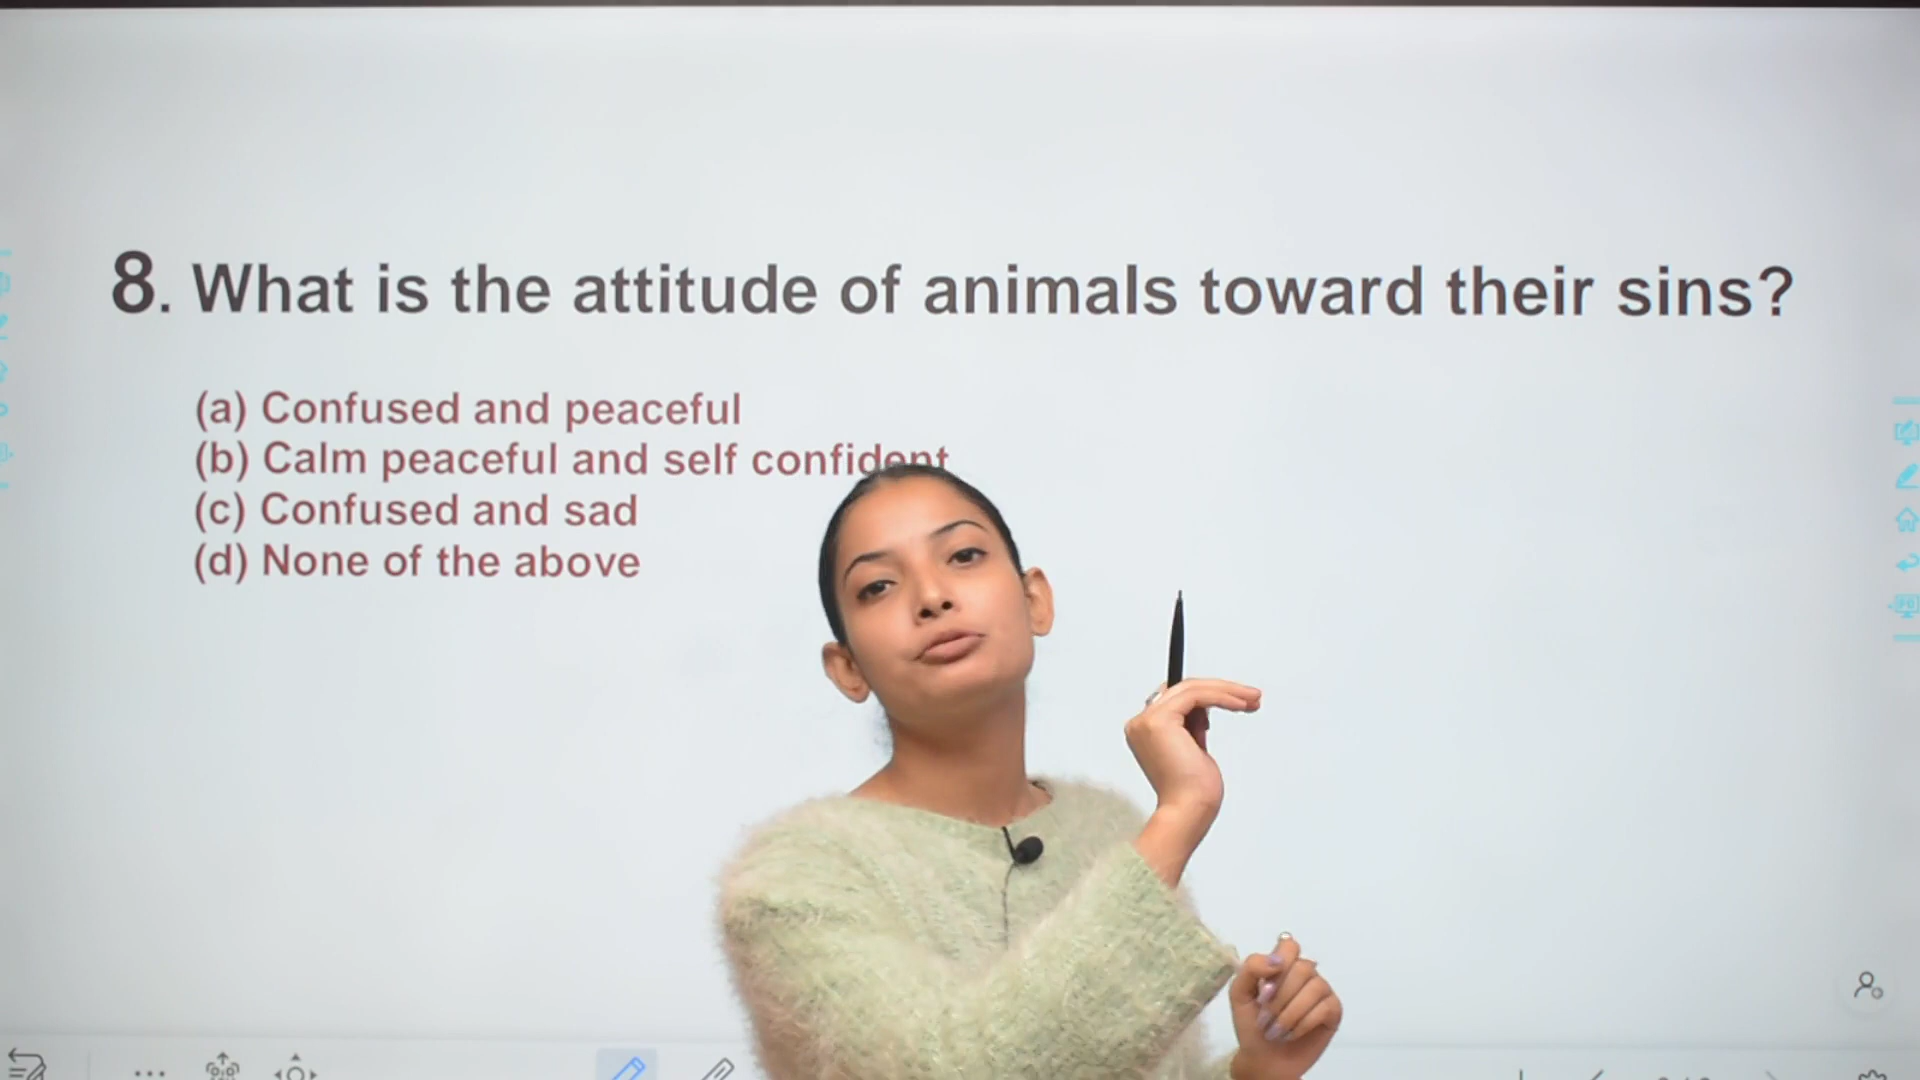 8. What is the attitude of animals toward their sins?
(a) Confused and peaceful
(b) Calm peaceful and self confident
(c) Confused and sad
(d) None of the above